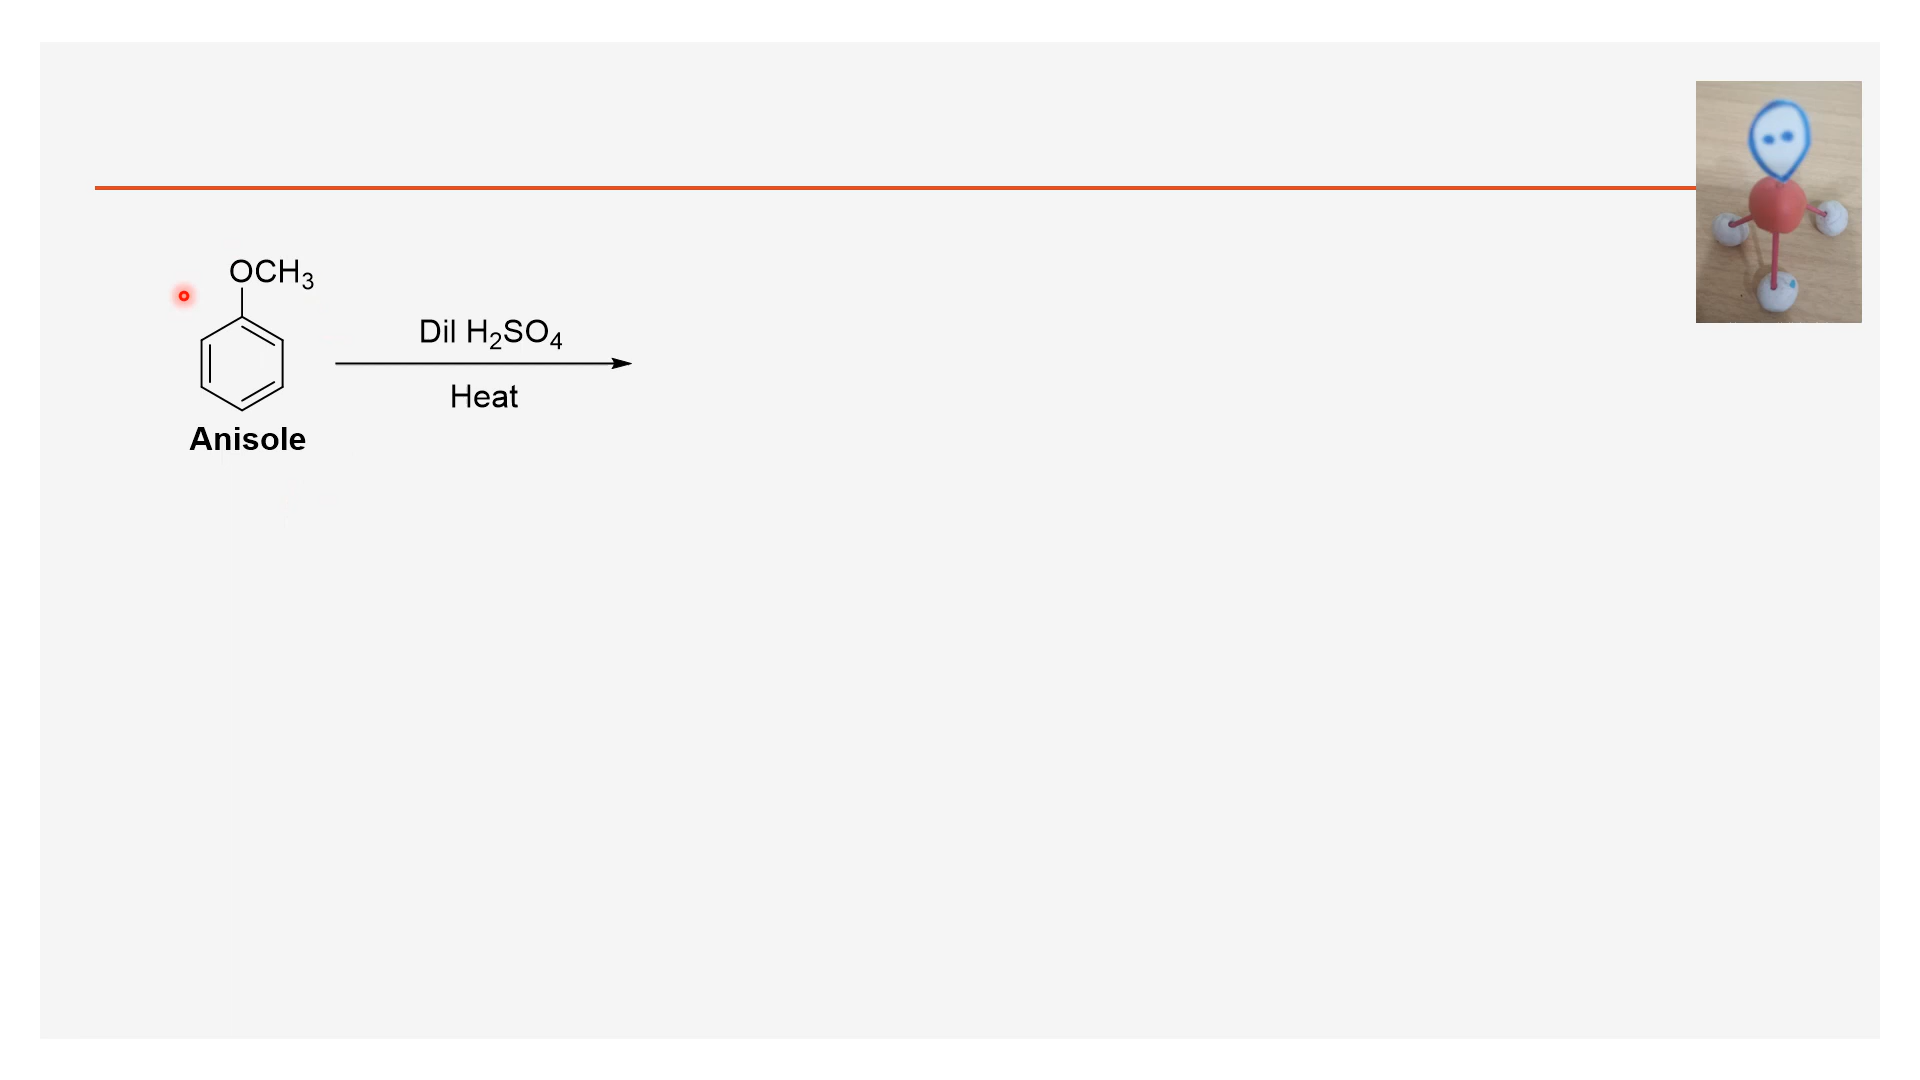 OCH₃
Dil H₂SO₄
Heat
Anisole